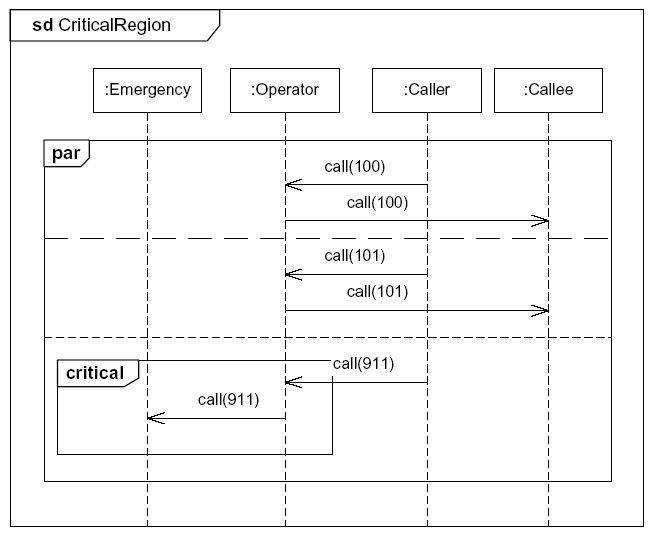 sd CriticalRegion
:Emergency
:Operator
:Caller
:Callee
par
call(100)
call(100)
call(101)
call(101)
call(911)
critical
call(911)